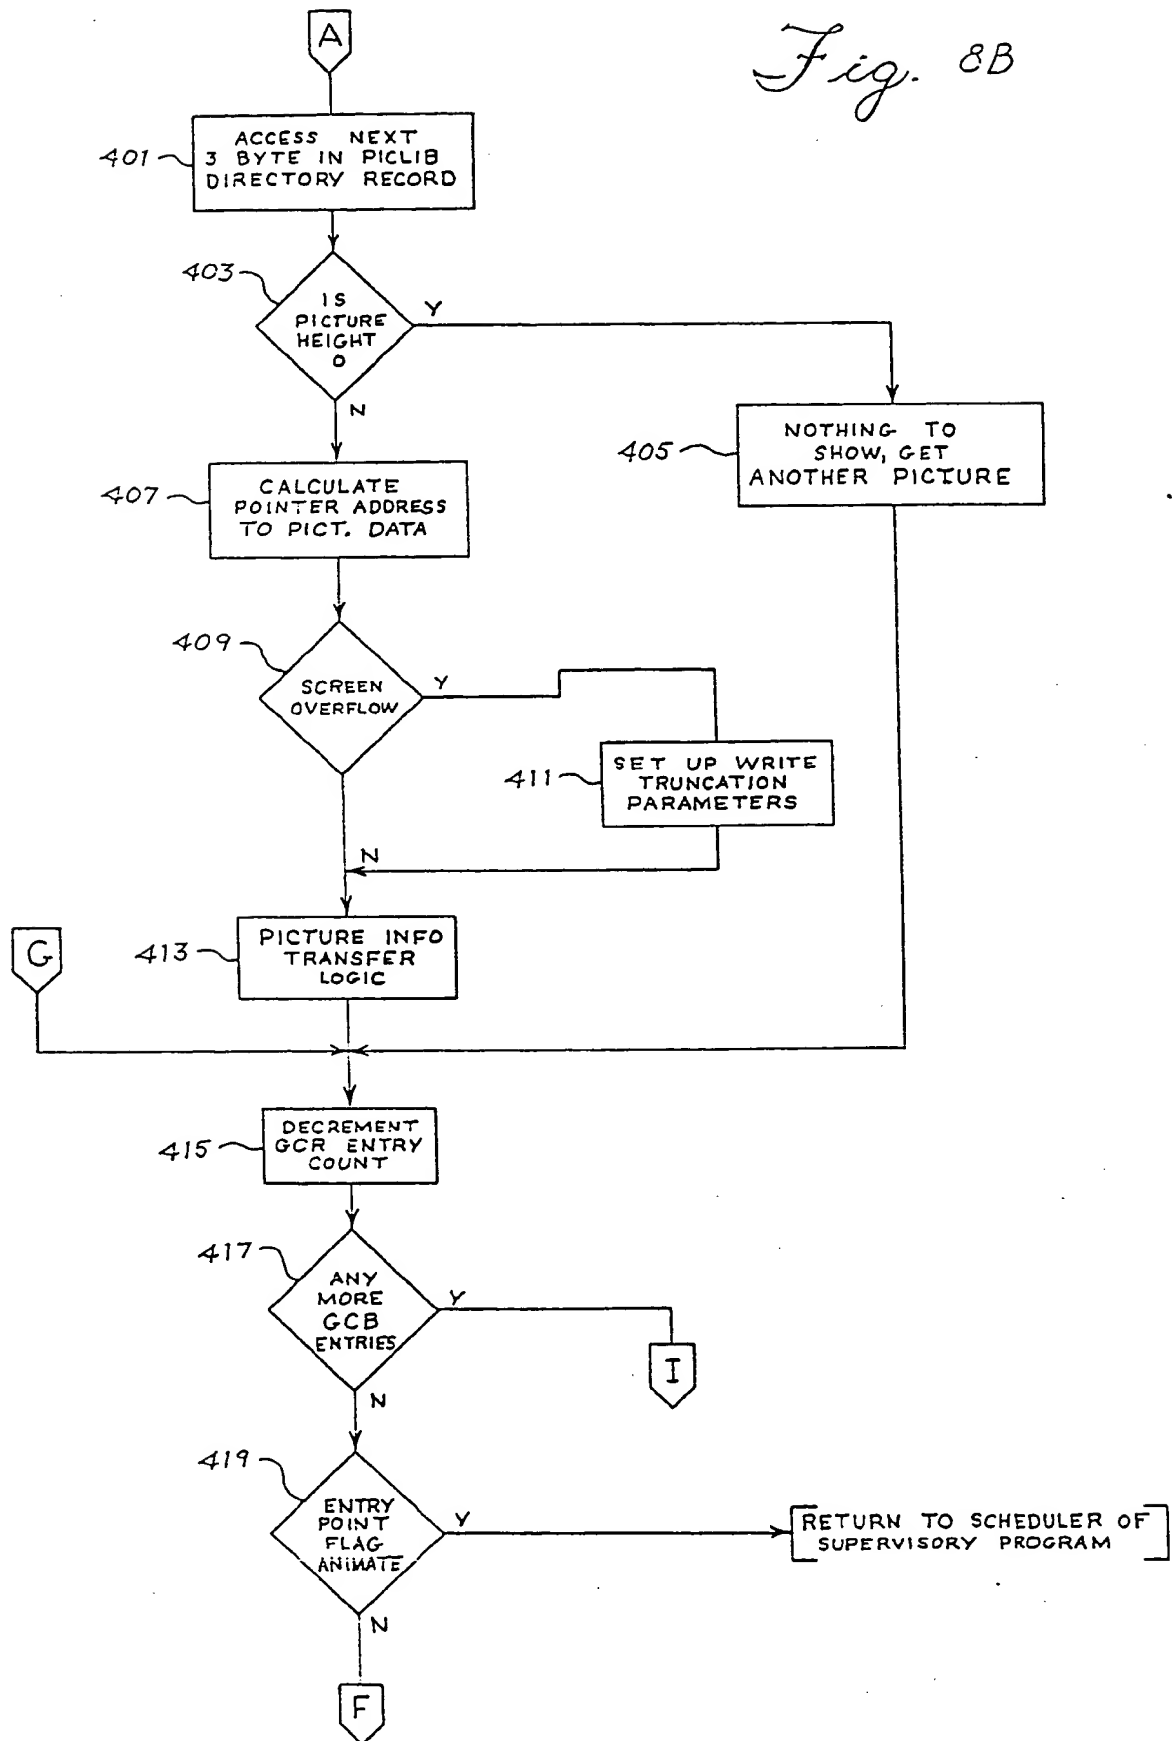 A
Fig. 8B
401
ACCESS NEXT
3 BYTE IN PICLIB
DIRECTORY RECORD
403
IS
PICTURE
HEIGHT
0
Y
N
405
NOTHING TO
SHOW, GET
ANOTHER PICTURE
407
CALCULATE
POINTER ADDRESS
TO PICT. DATA
409
SCREEN
OVERFLOW
Y
411
SET UP WRITE
TRUNCATION
PARAMETERS
N
G
413
PICTURE INFO
TRANSFER
LOGIC
415
DECREMENT
GCR ENTRY
COUNT
417
ANY
MORE
GCB
ENTRIES
Y
I
N
419
ENTRY
POINT
FLAG
ANIMATE
Y
RETURN TO SCHEDULER OF
SUPERVISORY PROGRAM
N
F